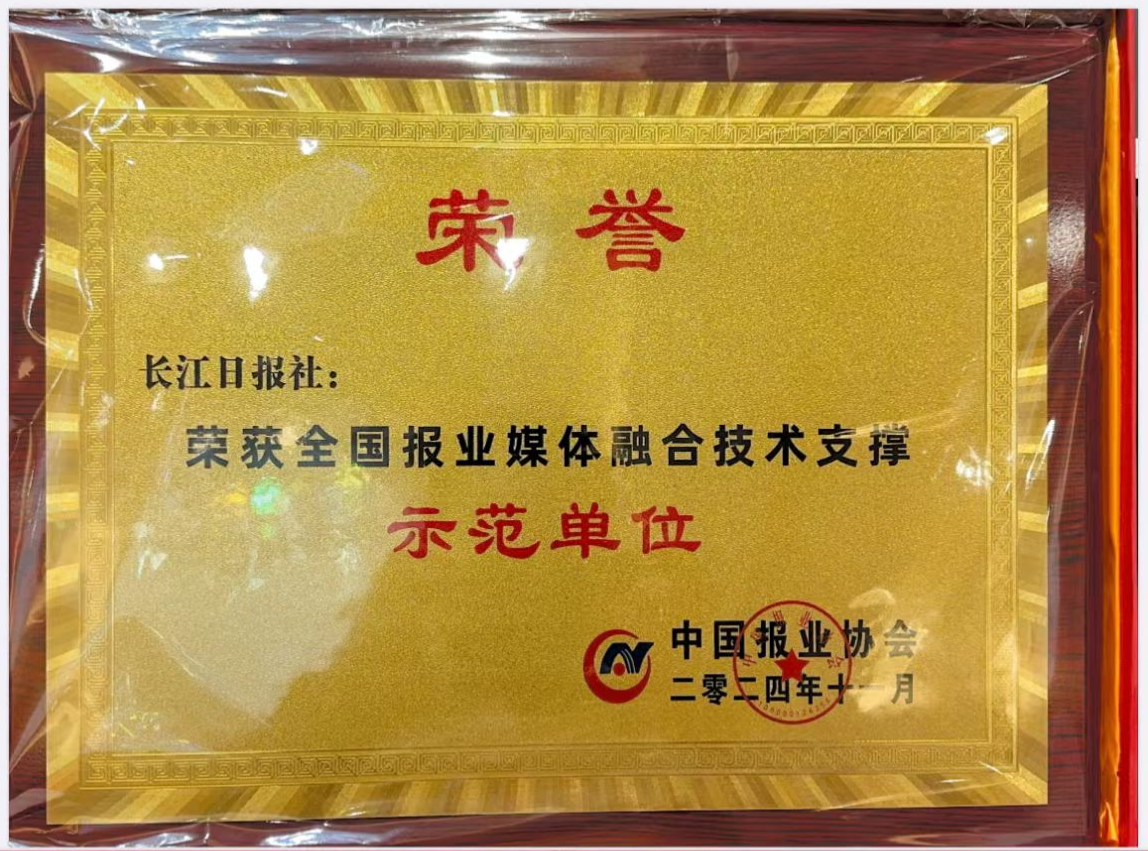 荣誉
长江日报社：
荣获全国报业媒体融合技术支撑
示范单位
中国报业协会
二零二四年十一月